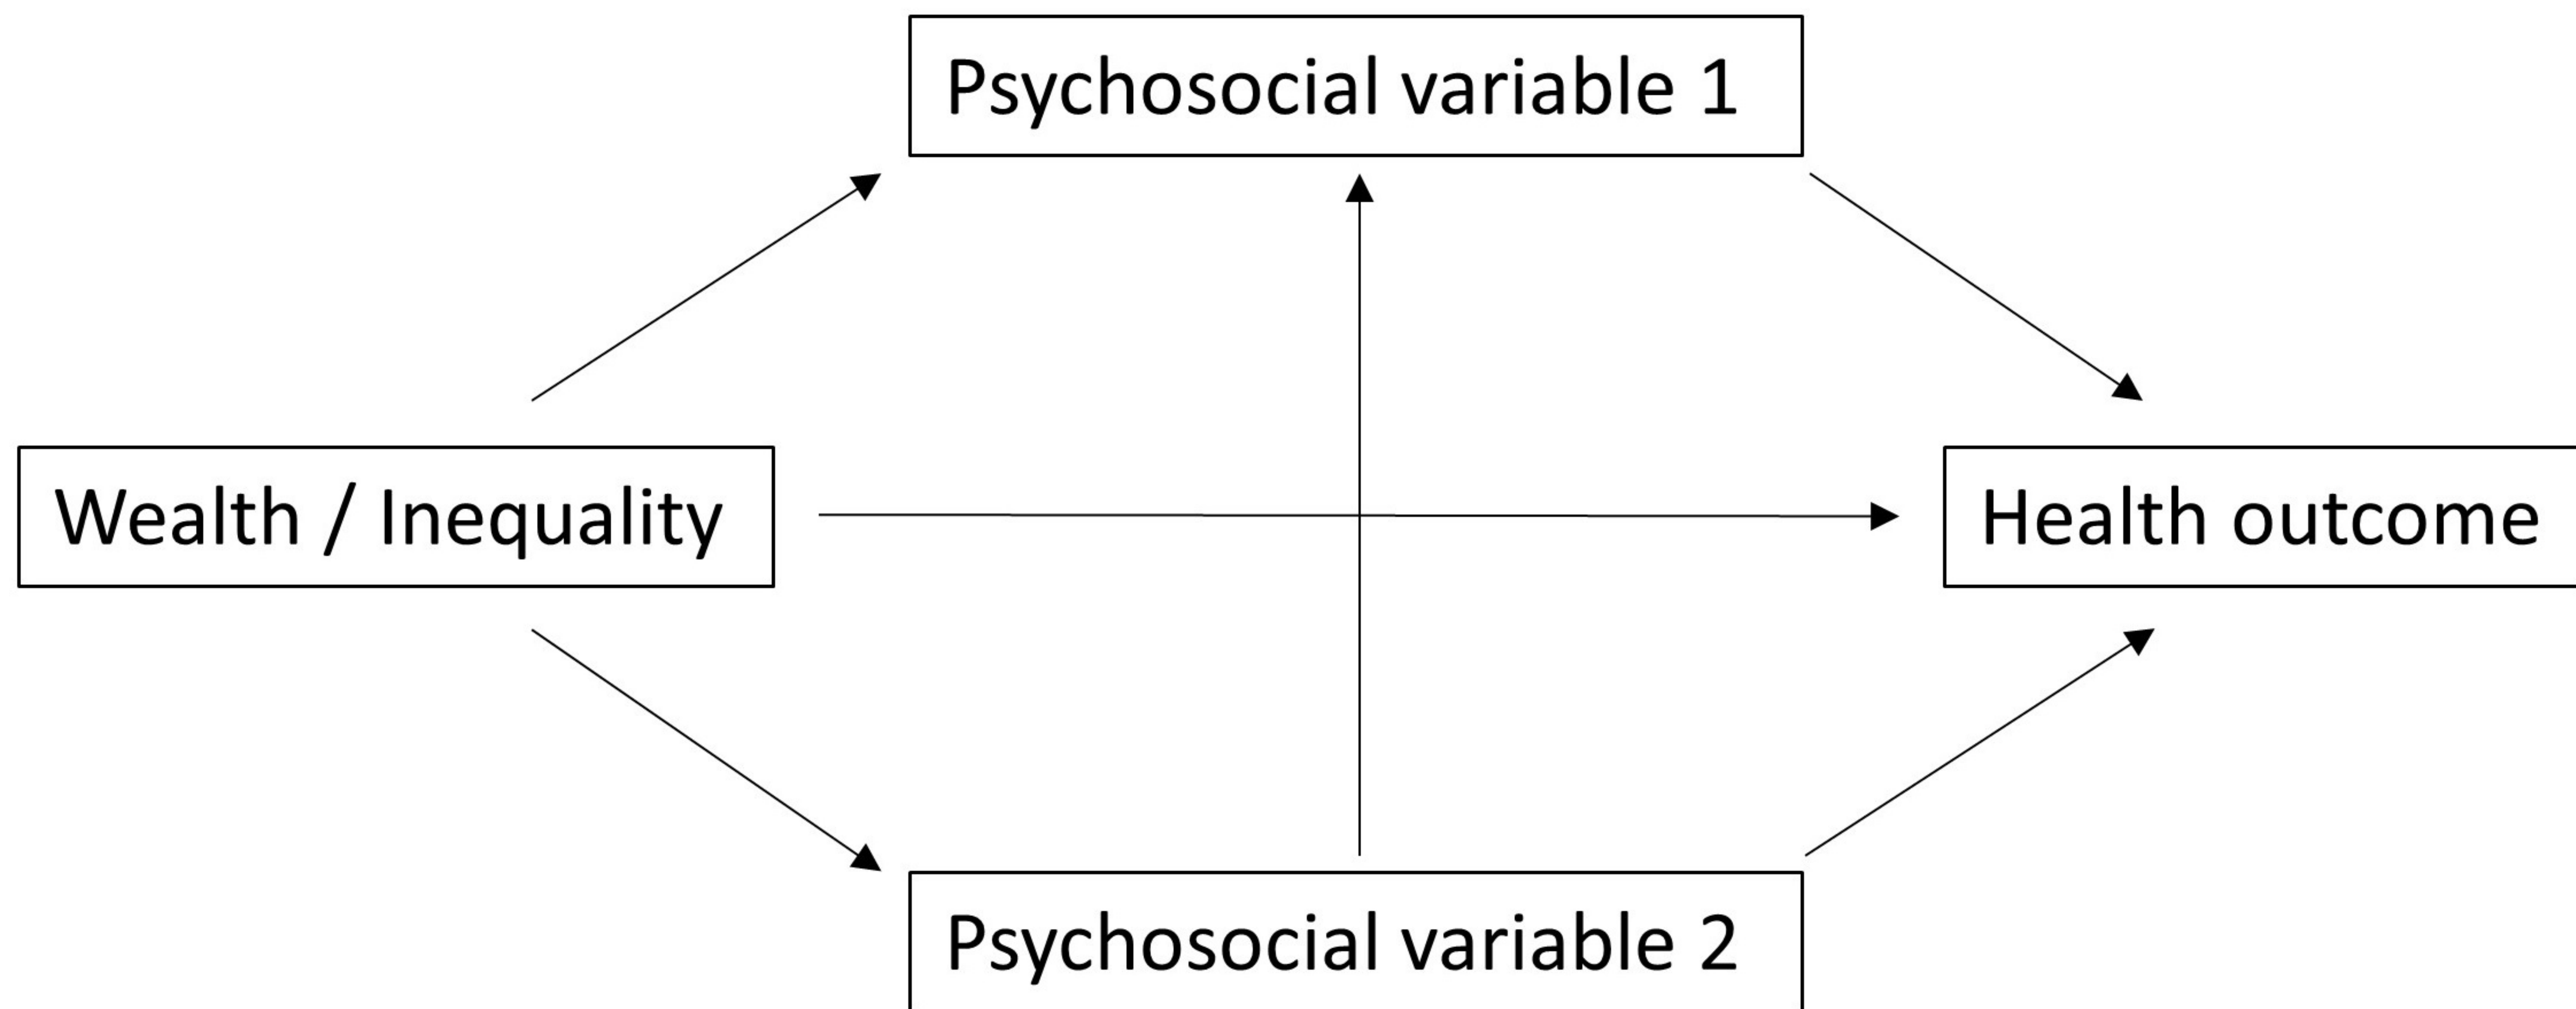 Psychosocial variable 1
Wealth / Inequality
Health outcome
Psychosocial variable 2